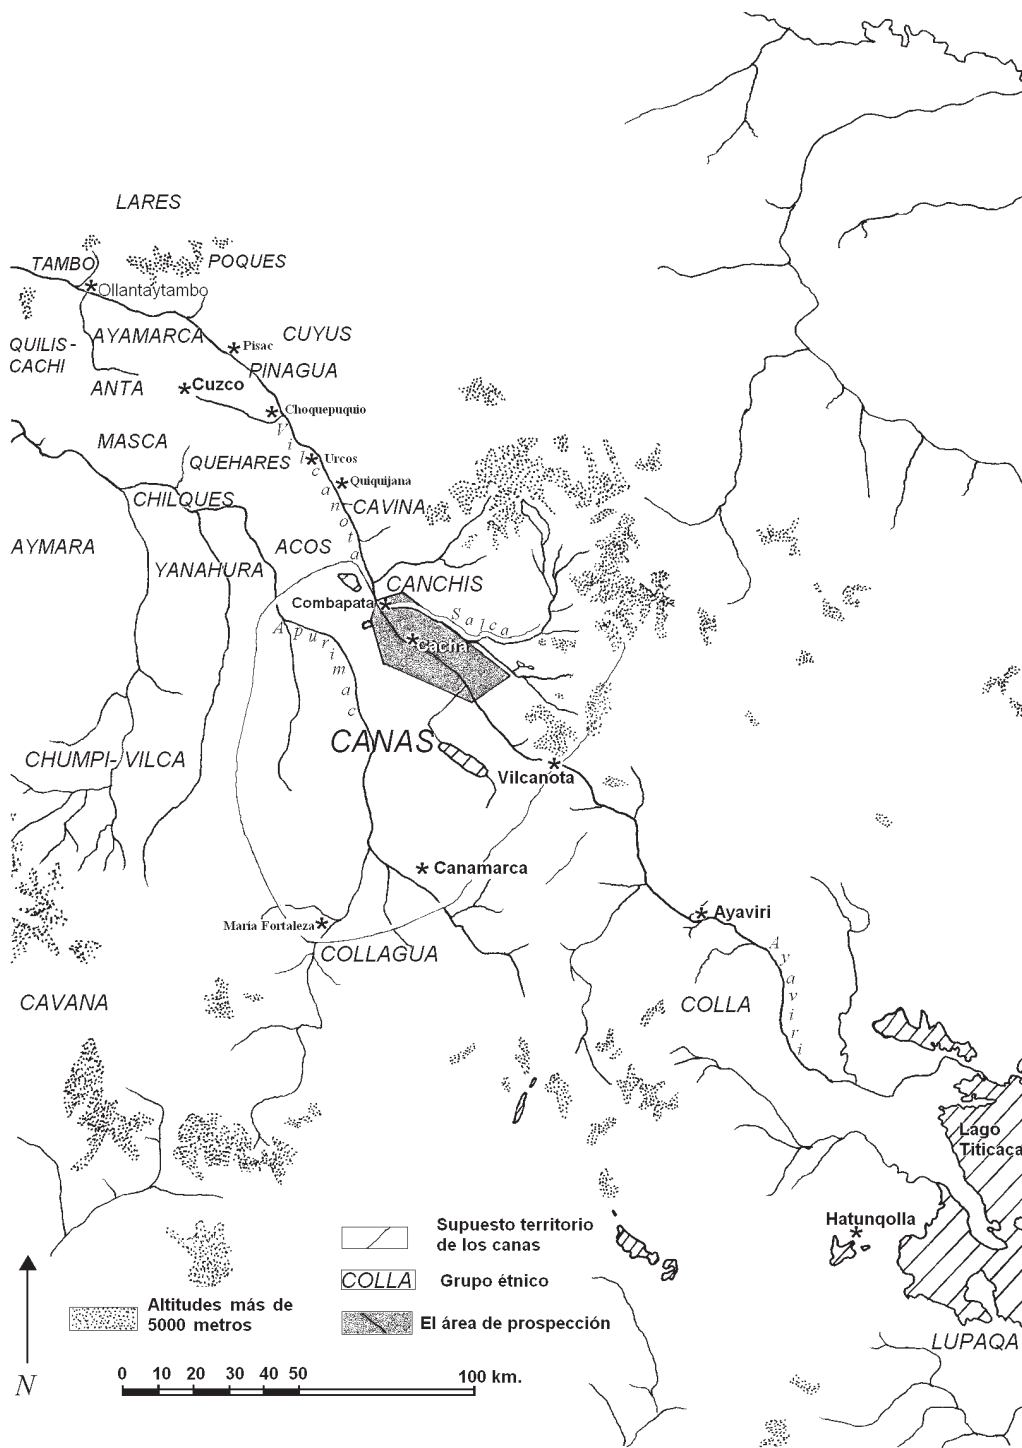 LARES
TAMBO
POQUES
Ollantaytambo
AYAMARCA
CUYUS
QUILIS-
CACHI
Pisac
PINAGUA
ANTA
Cuzco
Choquepuquio
MASCA
Vilcanota
QUEHARES
Urcos
Quiquijana
CHILQUES
CAVINA
AYMARA
ACOS
YANAHURA
CANCHIS
Combapata
Salca
Apurimac
Cacha
CANAS
CHUMPI-VILCA
Vilcanota
Canamarca
María Fortaleza
Ayaviri
COLLAGUA
Ayaviri
CAVANA
COLLA
Lago
Titicaca
Hatunqolla
LUPAQA
Supuesto territorio
de los canas
COLLA
Grupo étnico
Altitudes más de
5000 metros
El área de prospección
N
0 10 20 30 40 50 100 km.